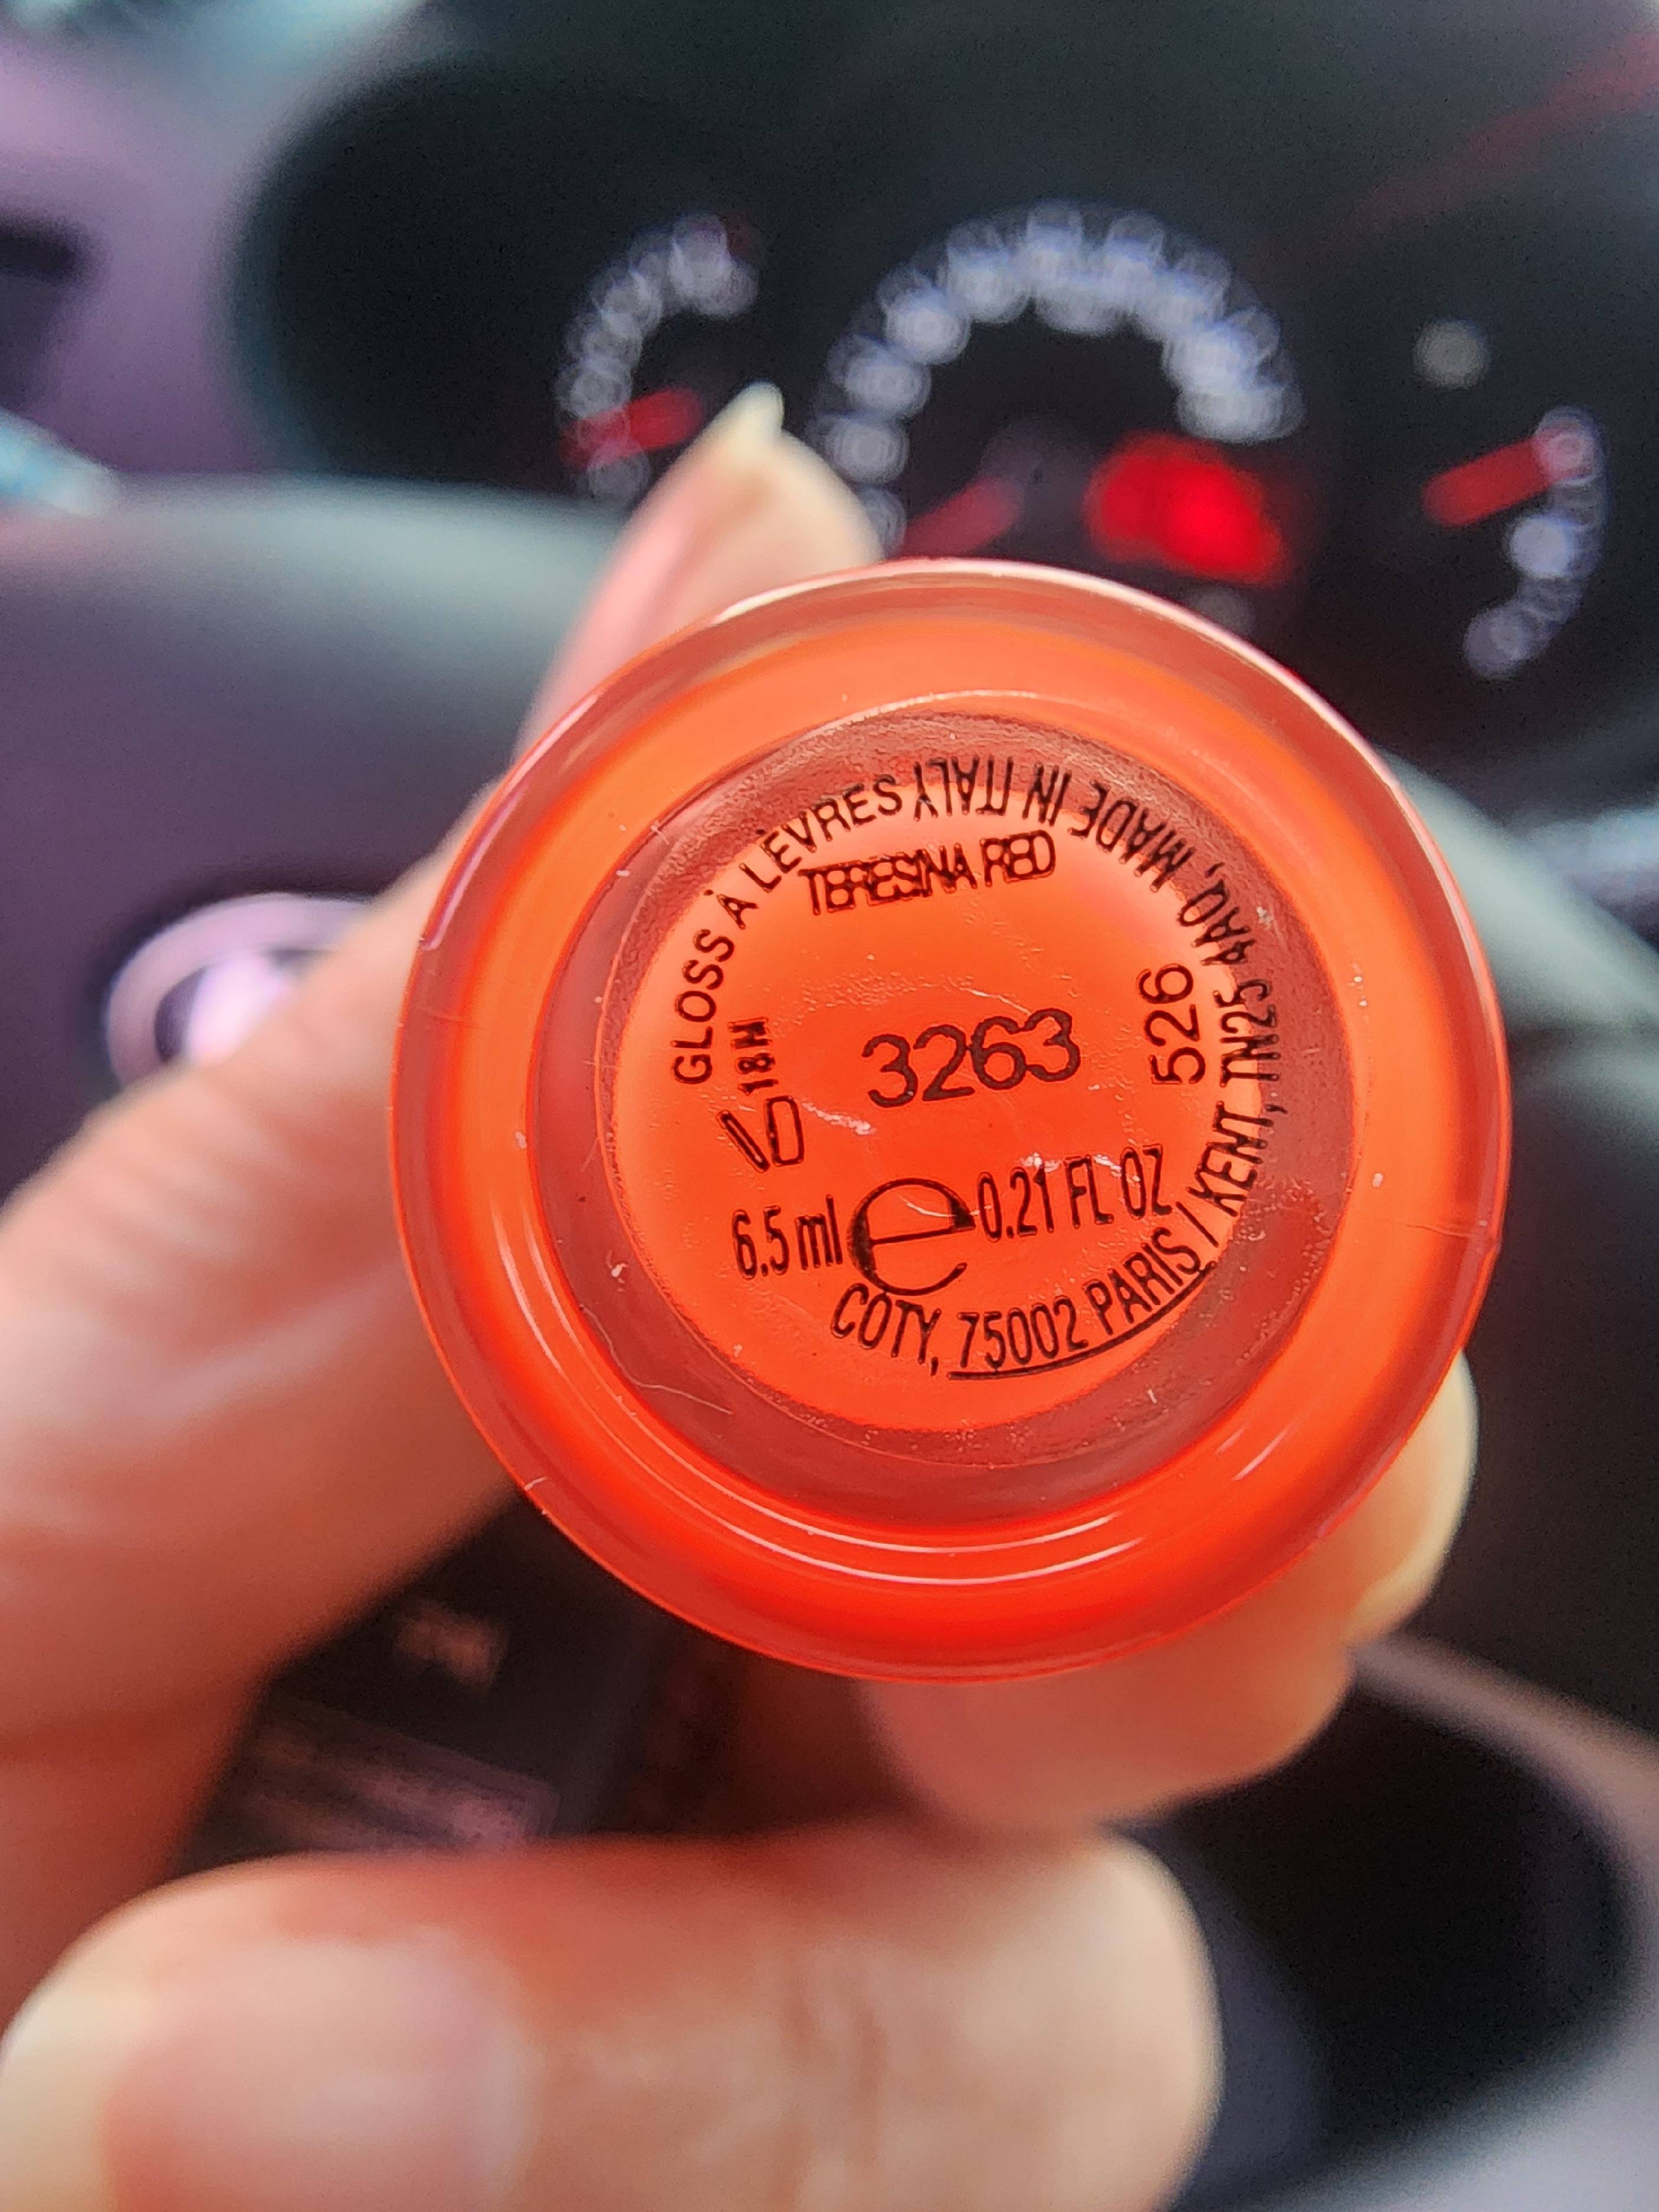 GLOSS À LÈVRES
TERESINA RED
3263
526
18M
6.5 ml e 0.21 FL OZ
COTY, 75002 PARIS / KENT, TN25 4AQ, MADE IN ITALY